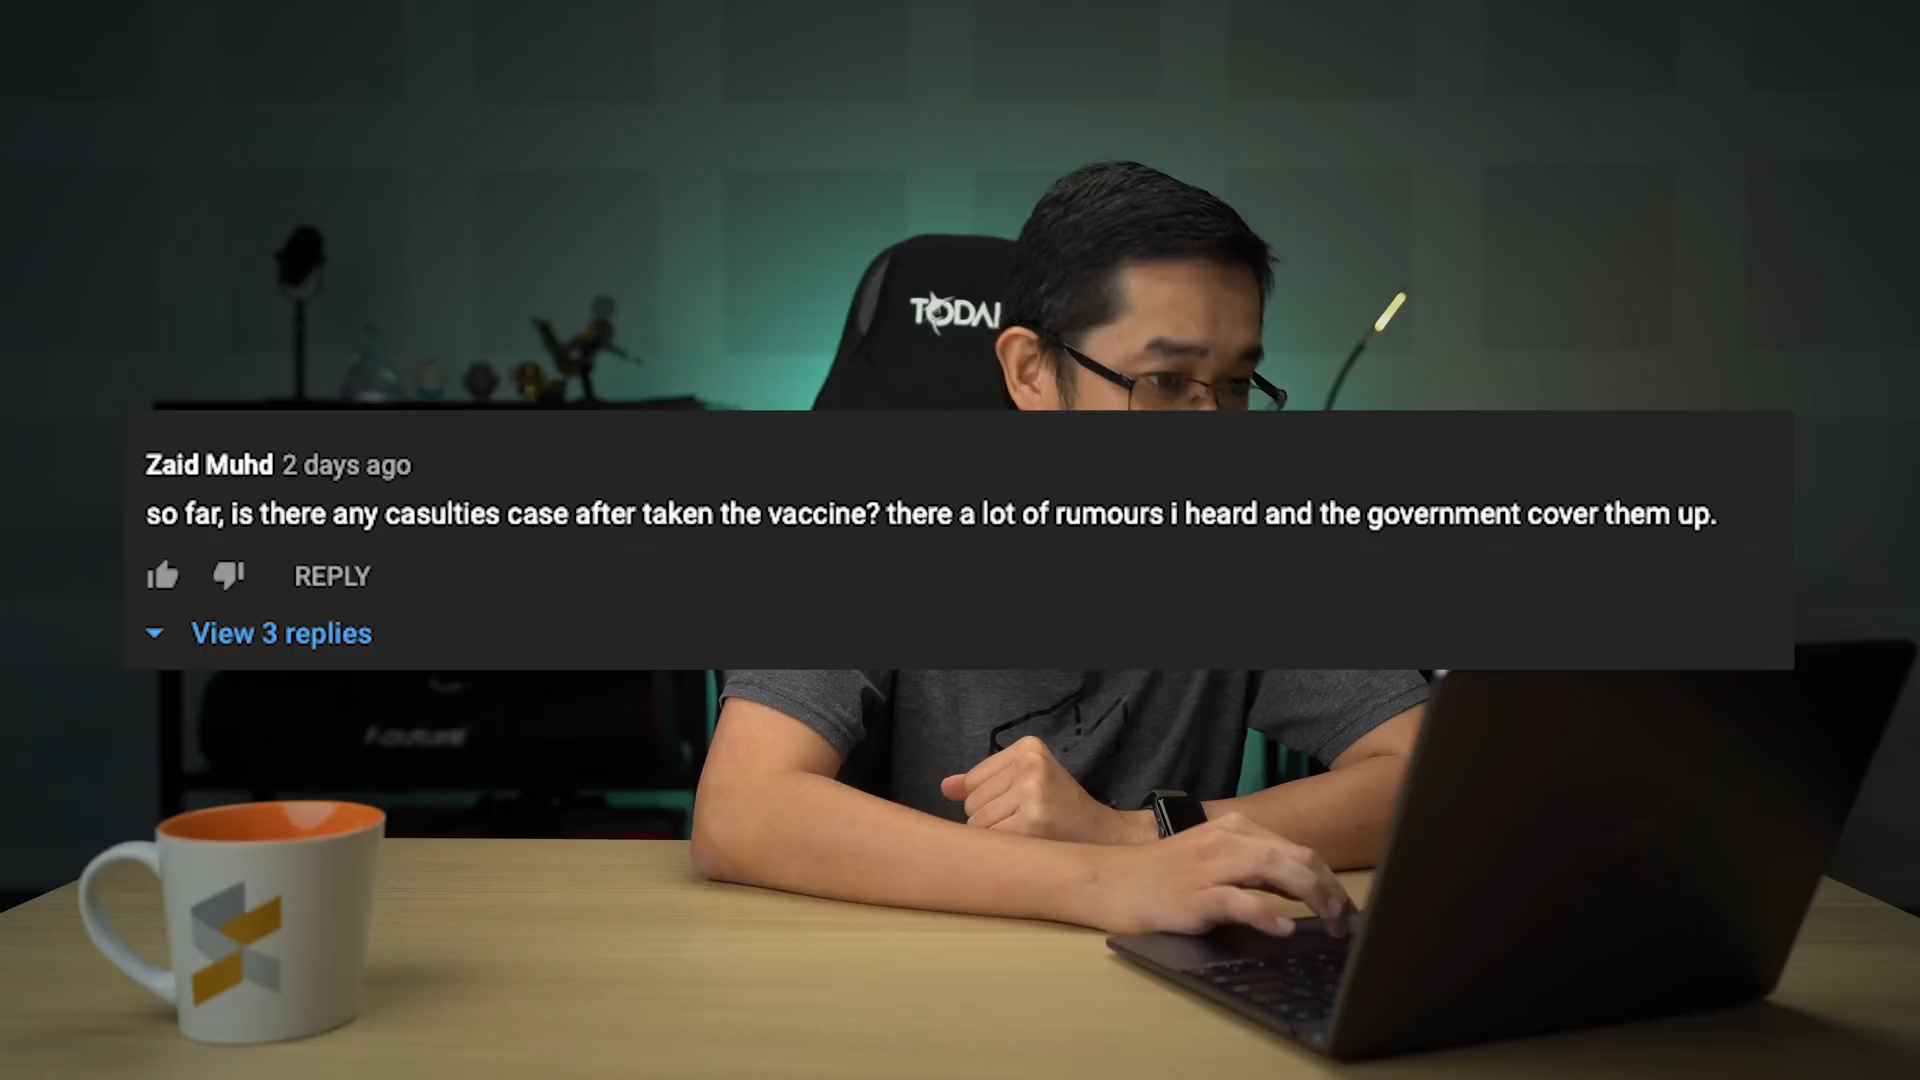 TODAI
Zaid Muhd 2 days ago
so far, is there any casulties case after taken the vaccine? there a lot of rumours i heard and the government cover them up.
REPLY
View 3 replies